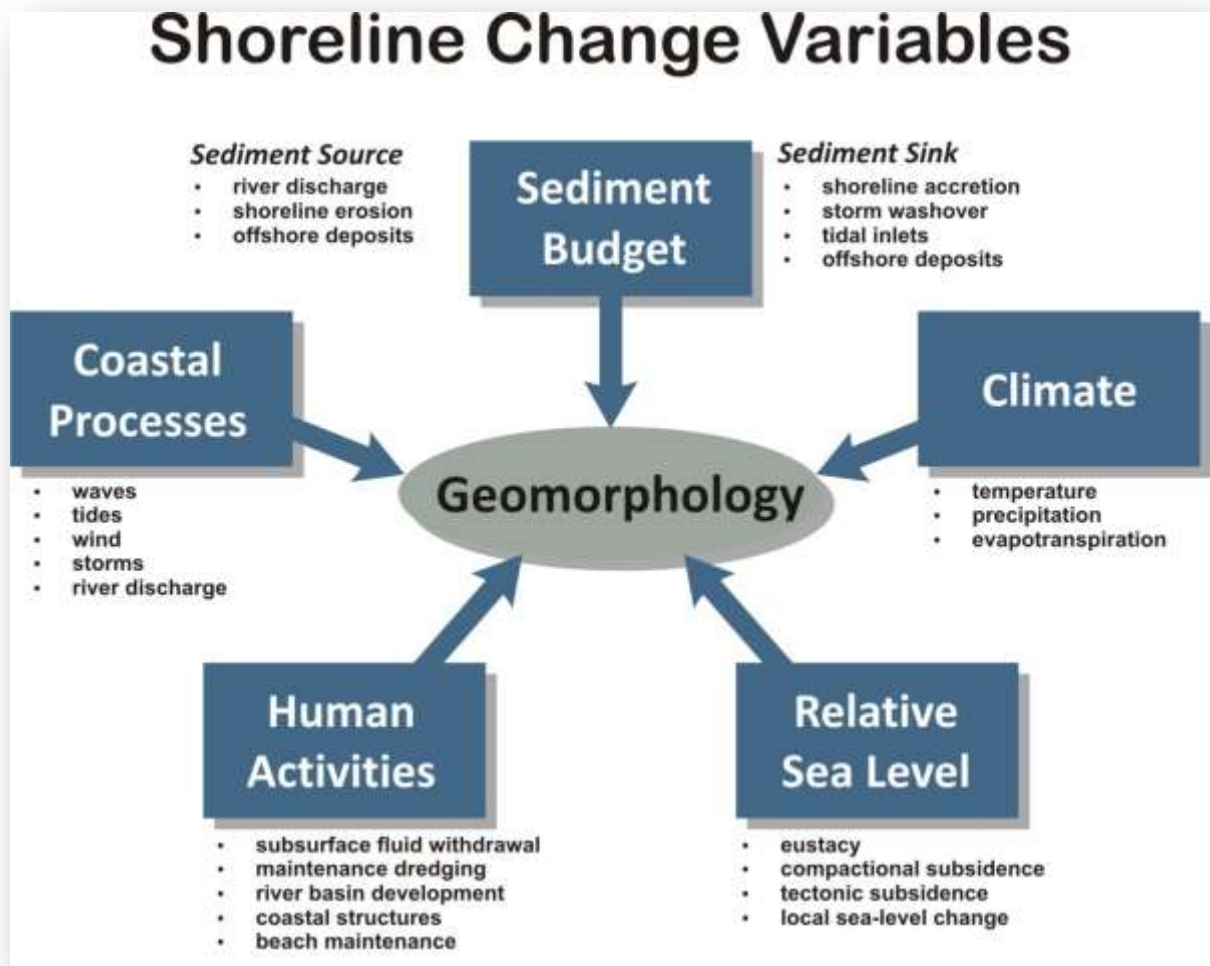 Shoreline Change Variables
Sediment Source
• river discharge
• shoreline erosion
• offshore deposits
Sediment
Budget
Sediment Sink
• shoreline accretion
• storm washover
• tidal inlets
• offshore deposits
Coastal
Processes
• waves
• tides
• wind
• storms
• river discharge
Climate
• temperature
• precipitation
• evapotranspiration
Geomorphology
Human
Activities
• subsurface fluid withdrawal
• maintenance dredging
• river basin development
• coastal structures
• beach maintenance
Relative
Sea Level
• eustacy
• compactional subsidence
• tectonic subsidence
• local sea-level change